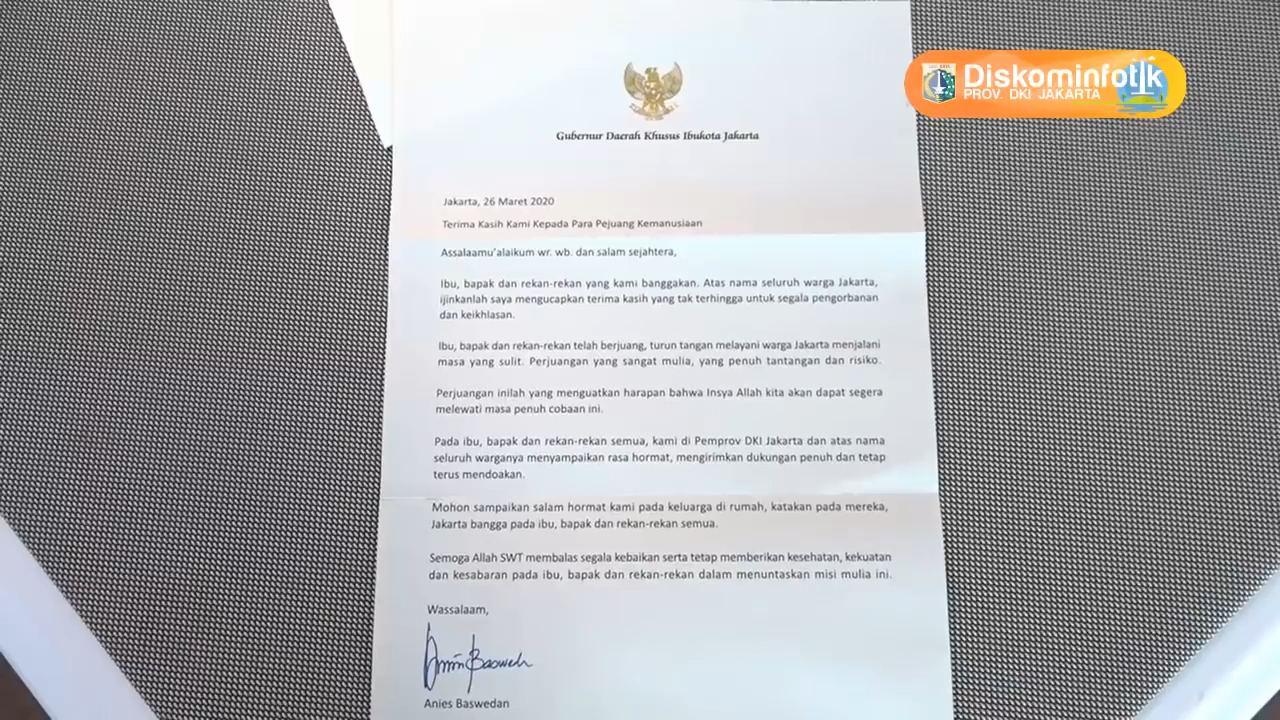 Diskominfotik
PROV. DKI JAKARTA
Gubernur Daerah Khusus Ibukota Jakarta
Jakarta, 26 Maret 2020
Terima Kasih Kami Kepada Para Pejuang Kemanusiaan
Assalaamu'alaikum wr. wb. dan salam sejahtera,
Ibu, bapak dan rekan-rekan yang kami banggakan. Atas nama seluruh warga Jakarta,
ijinkanlah saya mengucapkan terima kasih yang tak terhingga untuk segala pengorbanan
dan keikhlasan.
Ibu, bapak dan rekan-rekan telah berjuang, turun tangan melayani warga Jakarta menjalani
masa yang sulit. Perjuangan yang sangat mulia, yang penuh tantangan dan risiko.
Perjuangan inilah yang menguatkan harapan bahwa Insya Allah kita akan dapat segera
melewati masa penuh cobaan ini.
Pada ibu, bapak dan rekan-rekan semua, kami di Pemprov DKI Jakarta dan atas nama
seluruh warganya menyampaikan rasa hormat, mengirimkan dukungan penuh dan tetap
terus mendoakan.
Mohon sampaikan salam hormat kami pada keluarga di rumah, katakan pada mereka,
Jakarta bangga pada ibu, bapak dan rekan-rekan semua.
Semoga Allah SWT membalas segala kebaikan serta tetap memberikan kesehatan, kekuatan
dan kesabaran pada ibu, bapak dan rekan-rekan dalam menuntaskan misi mulia ini.
Wassalaam,
Anies Baswedan